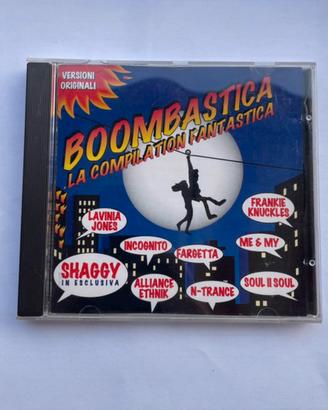 VERSIONI
ORIGINALI
BOOMBASTICA
LA COMPILATION FANTASTICA
LAVINIA
JONES
FRANKIE
KNUCKLES
INCOGNITO
FARGETTA
ME & MY
SHAGGY
IN ESCLUSIVA
ALLIANCE
ETHNIK
N-TRANCE
SOUL II SOUL